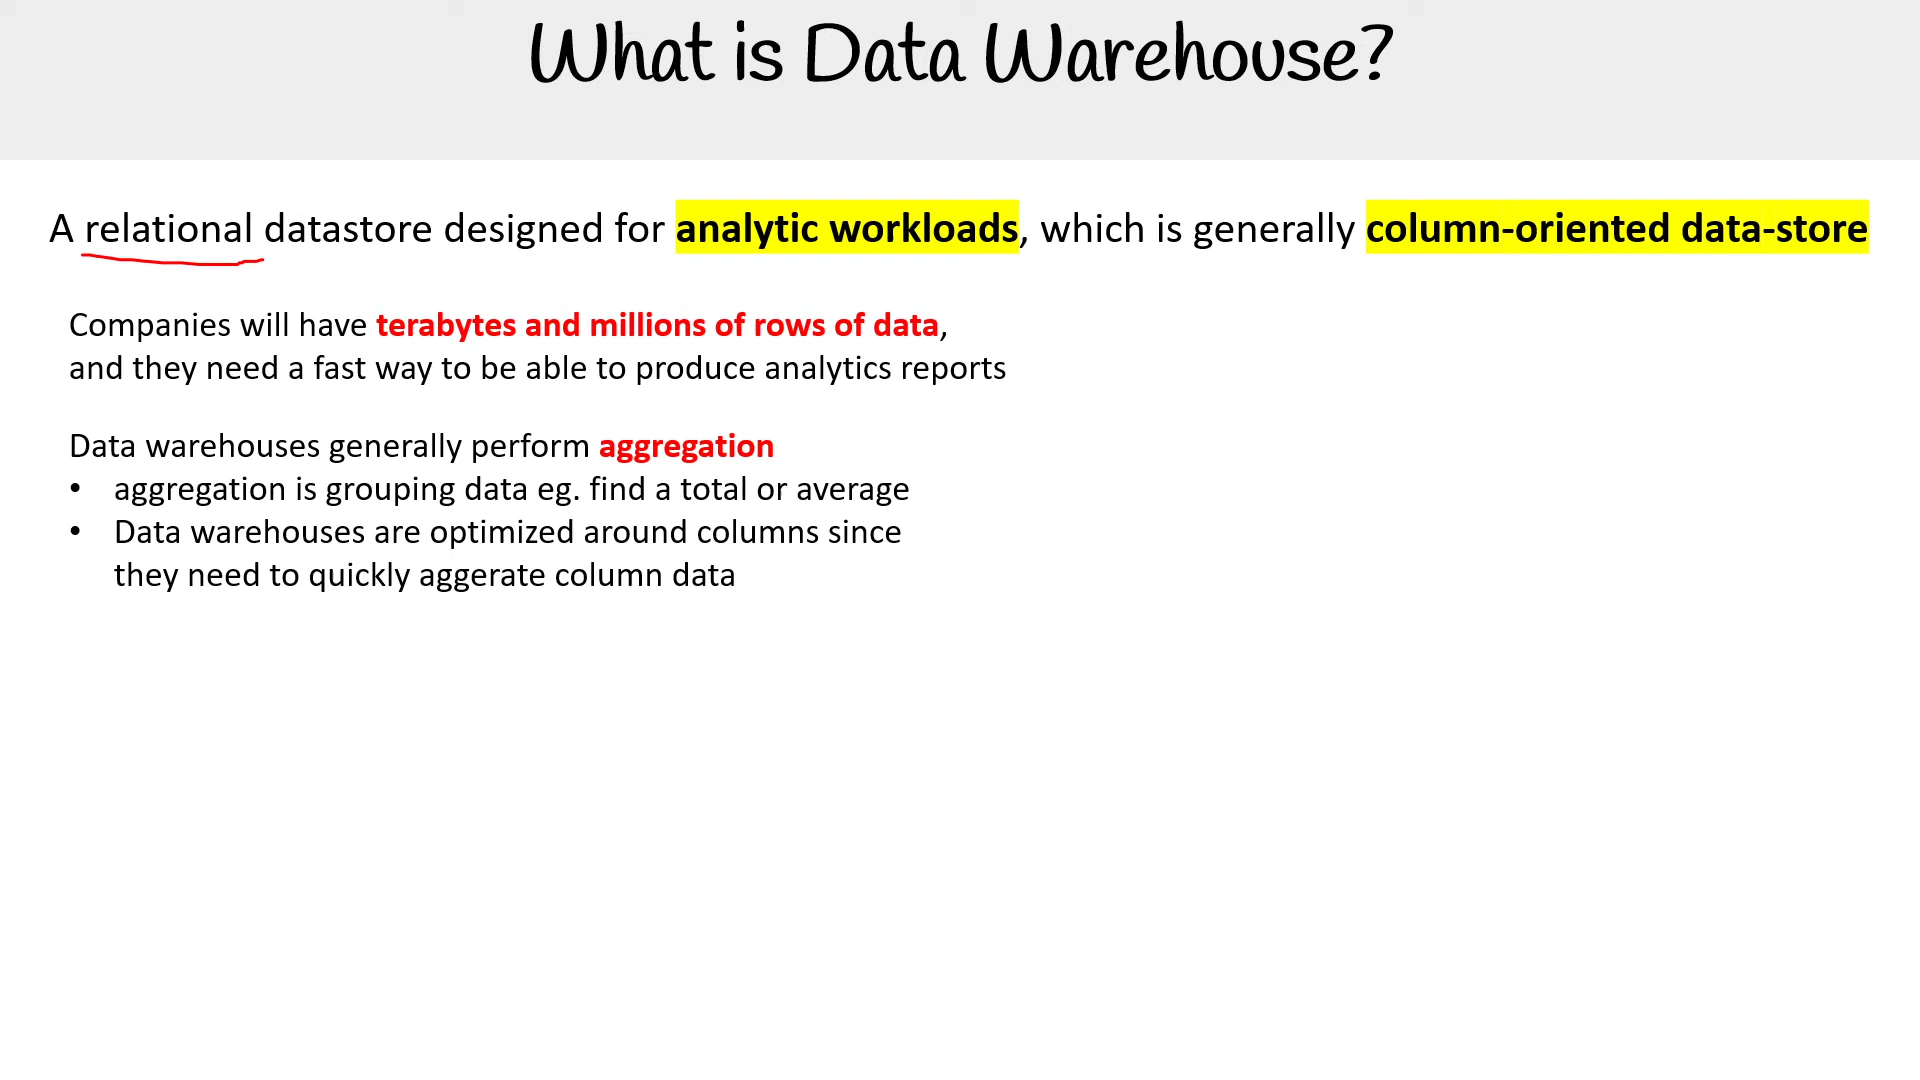 What is Data Warehouse?
A relational datastore designed for analytic workloads, which is generally column-oriented data-store
Companies will have terabytes and millions of rows of data,
and they need a fast way to be able to produce analytics reports
Data warehouses generally perform aggregation
• aggregation is grouping data eg. find a total or average
• Data warehouses are optimized around columns since
they need to quickly aggerate column data